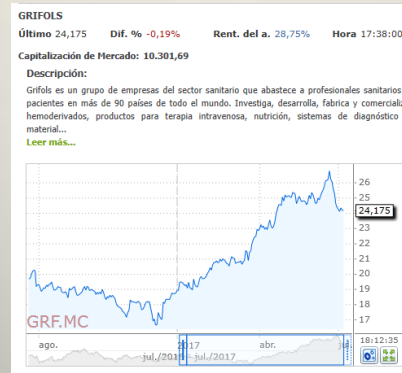 GRIFOLS
Último 24,175 Dif. % -0,19% Rent. del a. 28,75% Hora 17:38:00
Capitalización de Mercado: 10.301,69
Descripción:
Grifols es un grupo de empresas del sector sanitario que abastece a profesionales sanitarios
pacientes en más de 90 países de todo el mundo. Investiga, desarrolla, fabrica y comerciali
hemoderivados, productos para terapia intravenosa, nutrición, sistemas de diagnóstico
material...
Leer más...
26
25
24,175
23
22
21
20
19
18
17
GRF.MC
ago. 2017 abr. jul.
18:12:35
jul./2016 - jul./2017